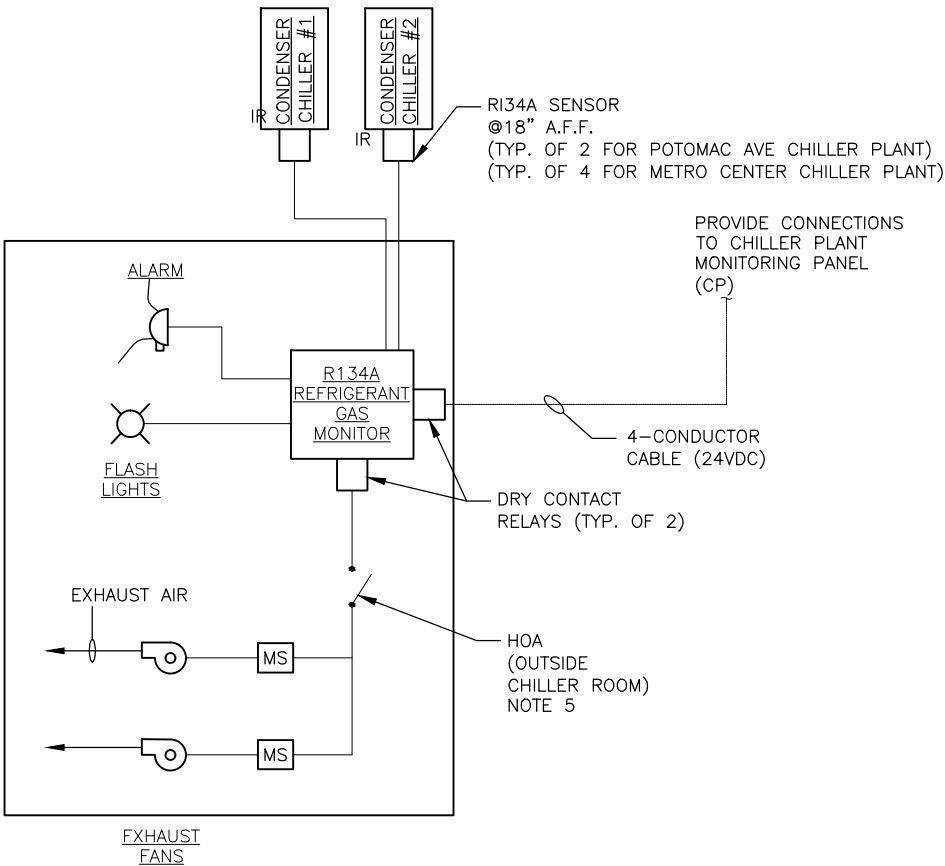 CONDENSER
CHILLER #1
CONDENSER
CHILLER #2
IR
IR
RI34A SENSOR
@18" A.F.F.
(TYP. OF 2 FOR POTOMAC AVE CHILLER PLANT)
(TYP. OF 4 FOR METRO CENTER CHILLER PLANT)
PROVIDE CONNECTIONS
TO CHILLER PLANT
MONITORING PANEL
(CP)
ALARM
R134A
REFRIGERANT
GAS
MONITOR
FLASH
LIGHTS
4-CONDUCTOR
CABLE (24VDC)
DRY CONTACT
RELAYS (TYP. OF 2)
EXHAUST AIR
MS
HOA
(OUTSIDE
CHILLER ROOM)
NOTE 5
MS
FXHAUST
FANS